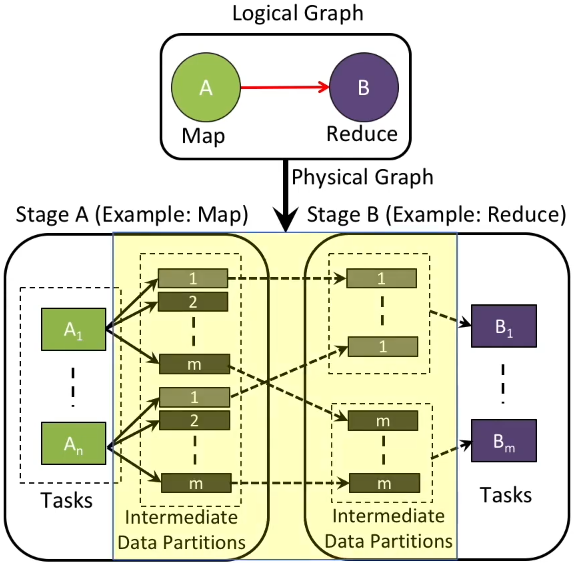 Logical Graph
A
B
Map
Reduce
Physical Graph
Stage A (Example: Map)
Stage B (Example: Reduce)
1
2
m
1
2
m
A1
An
Tasks
Intermediate
Data Partitions
1
1
m
m
Intermediate
Data Partitions
B1
Bm
Tasks